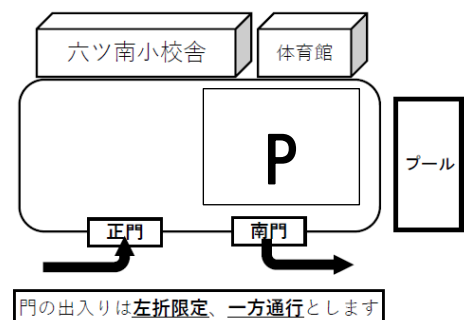 六ツ南小校舎
体育館
P
プール
正門
南門
門の出入りは左折限定、一方通行とします